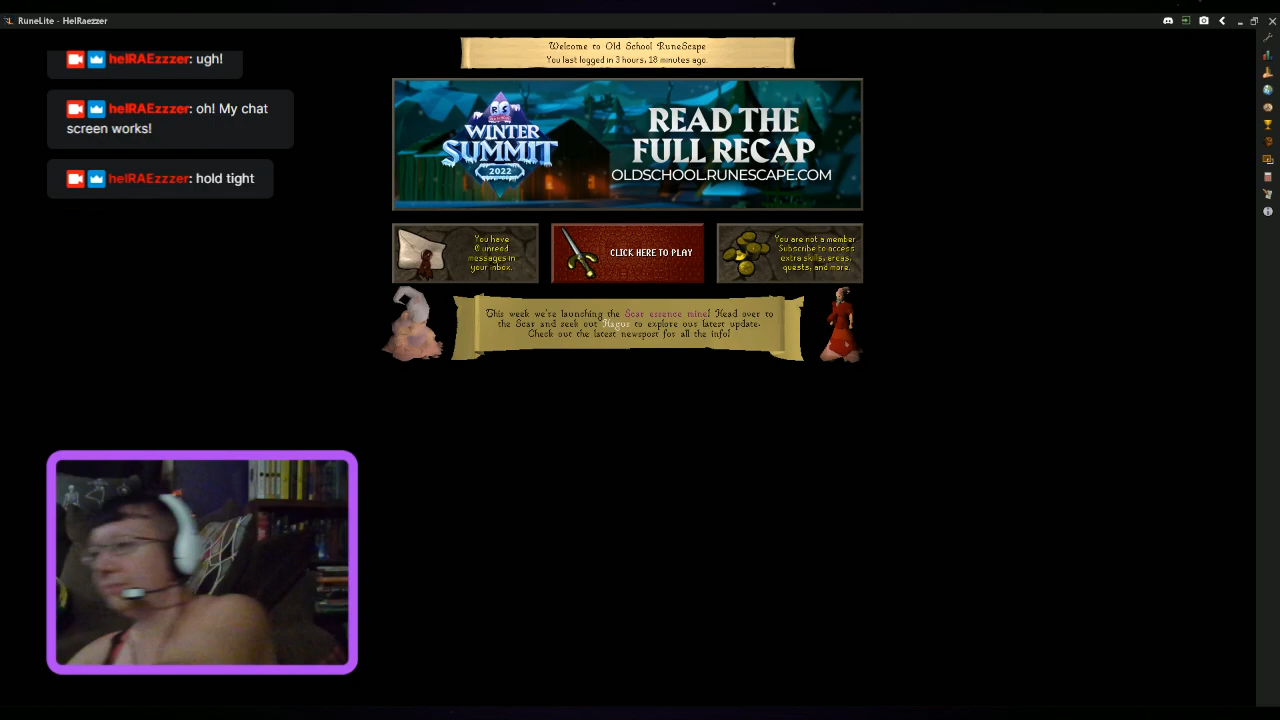 RuneLite - HelRaezzer
helRAEzzzer: ugh!
helRAEzzzer: oh! My chat
screen works!
helRAEzzzer: hold tight
Welcome to Old School RuneScape
You last logged in 3 hours, 18 minutes ago.
RS
WINTER
SUMMIT
2022
READ THE
FULL RECAP
OLDSCHOOL.RUNESCAPE.COM
You have
0 unread
messages in
your inbox.
CLICK HERE TO PLAY
You are not a member.
Subscribe to access
extra skills, areas,
quests, and more.
This week we're launching the Scar essence mine! Head over to
the Scar and seek out Hagus to explore our latest update.
Check out the latest newspost for all the info!